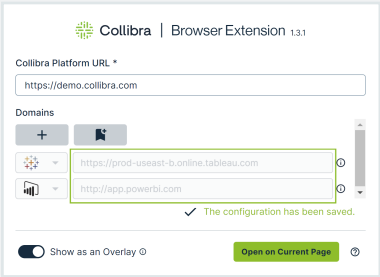 Collibra | Browser Extension 1.3.1
Collibra Platform URL *
https://demo.collibra.com
Domains
https://prod-useast-b.online.tableau.com
http://app.powerbi.com
The configuration has been saved.
Show as an Overlay
Open on Current Page